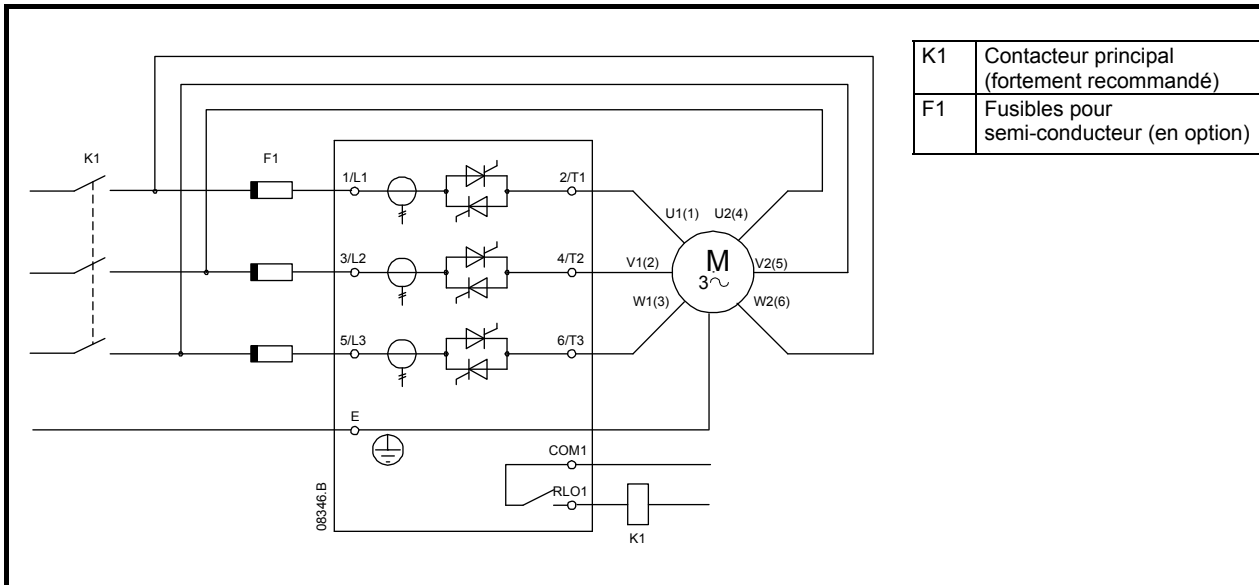 K1 Contacteur principal
(fortement recommandé)
F1 Fusibles pour
semi-conducteur (en option)
K1
F1
1/L1
2/T1
U1(1)
U2(4)
3/L2
4/T2
V1(2)
M
3~
V2(5)
W1(3)
W2(6)
5/L3
6/T3
E
COM1
RLO1
K1
08346.B